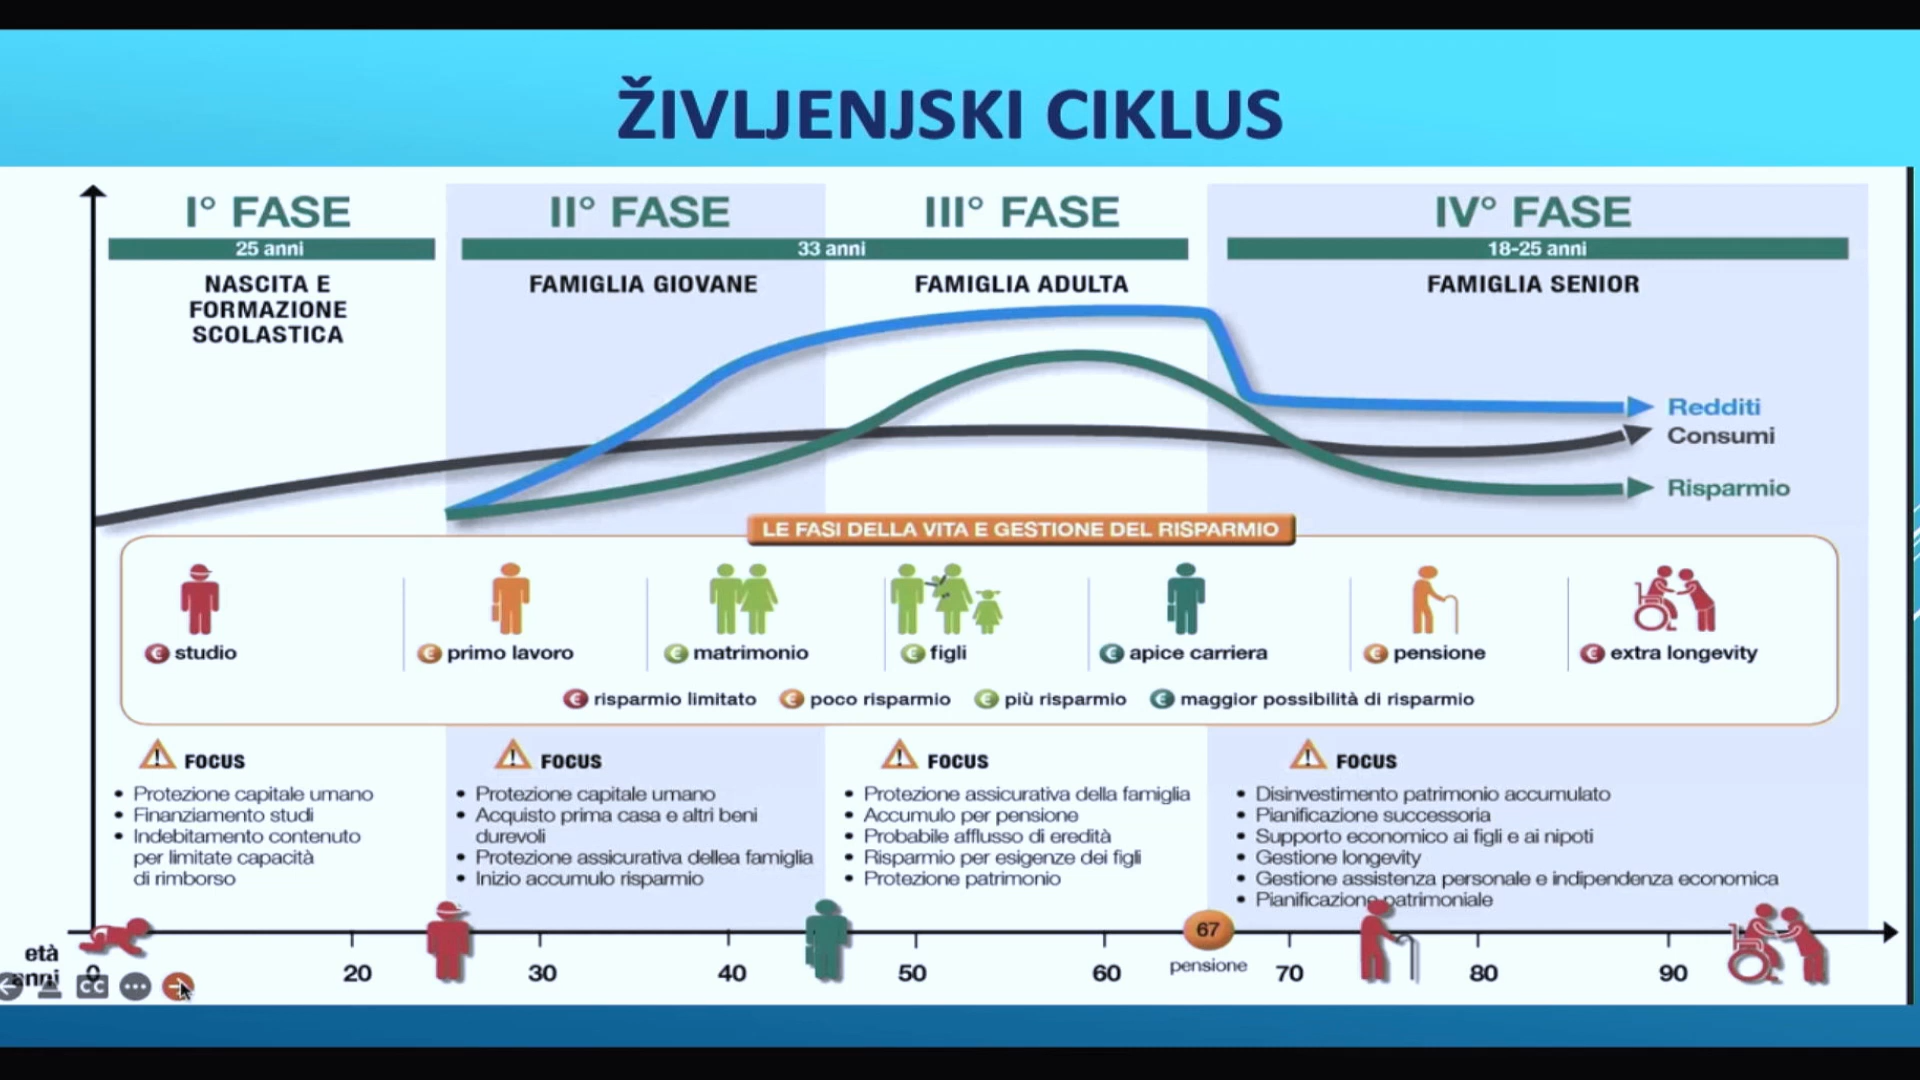 ŽIVLJENJSKI CIKLUS
I° FASE
25 anni
NASCITA E
FORMAZIONE
SCOLASTICA
II° FASE
III° FASE
33 anni
FAMIGLIA GIOVANE
FAMIGLIA ADULTA
IV° FASE
18-25 anni
FAMIGLIA SENIOR
Redditi
Consumi
Risparmio
LE FASI DELLA VITA E GESTIONE DEL RISPARMIO
€ studio
€ primo lavoro
€ matrimonio
€ figli
€ apice carriera
€ pensione
€ extra longevity
€ risparmio limitato € poco risparmio € più risparmio € maggior possibilità di risparmio
! FOCUS
• Protezione capitale umano
• Finanziamento studi
• Indebitamento contenuto
per limitate capacità
di rimborso
! FOCUS
• Protezione capitale umano
• Acquisto prima casa e altri beni
durevoli
• Protezione assicurativa dellea famiglia
• Inizio accumulo risparmio
! FOCUS
• Protezione assicurativa della famiglia
• Accumulo per pensione
• Probabile afflusso di eredità
• Risparmio per esigenze dei figli
• Protezione patrimonio
! FOCUS
• Disinvestimento patrimonio accumulato
• Pianificazione successoria
• Supporto economico ai figli e ai nipoti
• Gestione longevity
• Gestione assistenza personale e indipendenza economica
• Pianificazione patrimoniale
età
anni
0
20
30
40
50
60
67
pensione
70
80
90
CC